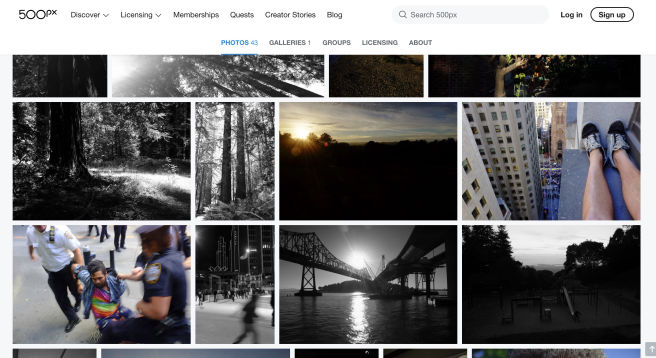 500px Discover Licensing Memberships Quests Creator Stories Blog Search 500px Log in Sign up
PHOTOS 43 GALLERIES 1 GROUPS LICENSING ABOUT